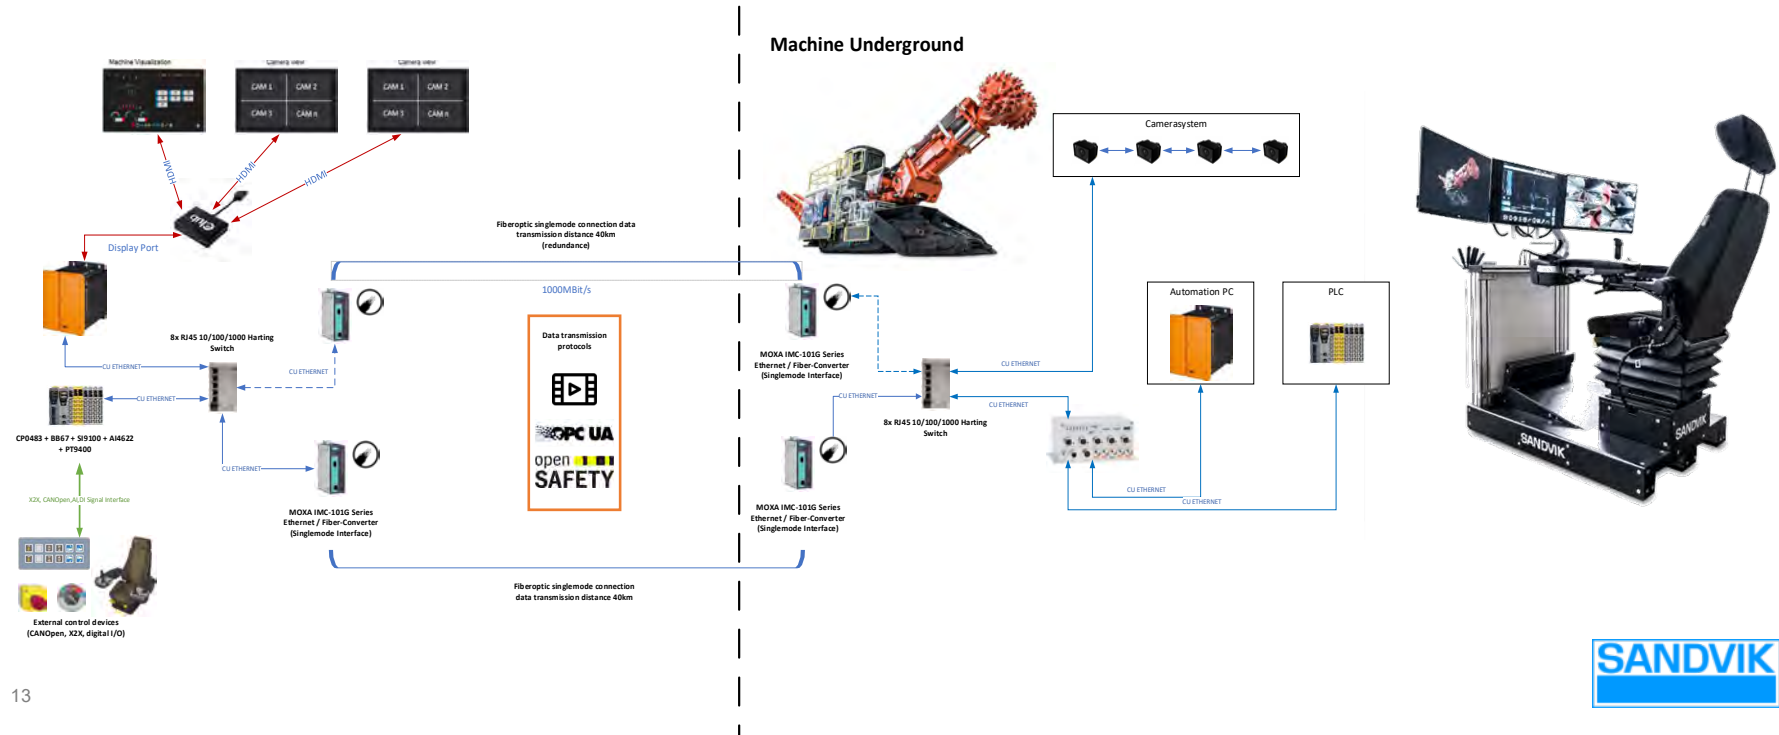 Machine Underground
Machine Visualization
Camera view
Camera view
CAM 1
CAM 2
CAM 3
CAM n
CAM 1
CAM 2
CAM 3
CAM n
HDMI
HDMI
HDMI
Display Port
Fiberoptic singlemode connection data
transmission distance 40km
(redundance)
1000MBit/s
8x RJ45 10/100/1000 Harting
Switch
CU ETHERNET
CU ETHERNET
CU ETHERNET
CU ETHERNET
CP0483 + BB67 + SI9100 + AI4622
+ PT9400
X2X, CANOpen,ALDI Signal Interface
External control devices
(CANOpen, X2X, digital I/O)
MOXA IMC-101G Series
Ethernet / Fiber-Converter
(Singlemode Interface)
Data transmission
protocols
OPC UA
open
SAFETY
Fiberoptic singlemode connection
data transmission distance 40km
MOXA IMC-101G Series
Ethernet / Fiber-Converter
(Singlemode Interface)
CU ETHERNET
MOXA IMC-101G Series
Ethernet / Fiber-Converter
(Singlemode Interface)
8x RJ45 10/100/1000 Harting
Switch
Camerasystem
CU ETHERNET
CU ETHERNET
Automation PC
PLC
CU ETHERNET
CU ETHERNET
SANDVIK
SANDVIK
SANDVIK
13